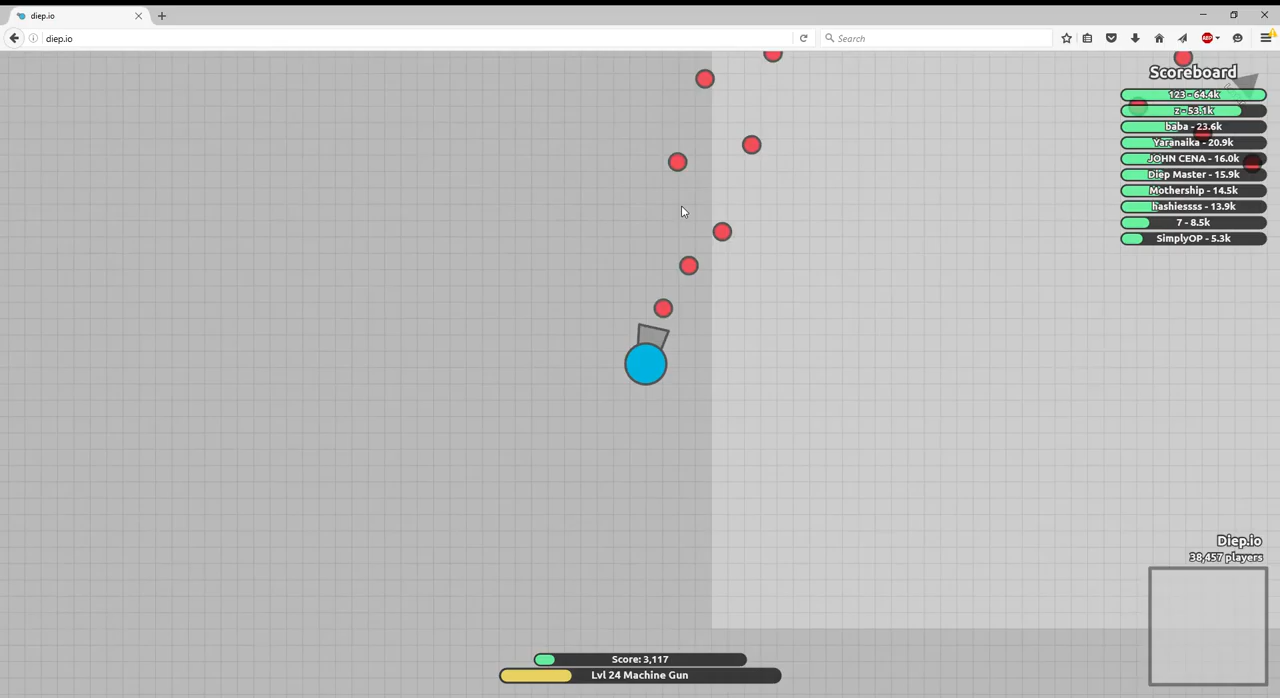 diep.io
diep.io
Search
ABP
Scoreboard
123 - 64.4k
z - 53.1k
baba - 23.6k
Yaranaika - 20.9k
JOHN CENA - 16.0k
Diep Master - 15.9k
Mothership - 14.5k
hashiessss - 13.9k
7 - 8.5k
SimplyOP - 5.3k
Diep.io
38,457 players
Score: 3,117
Lvl 24 Machine Gun